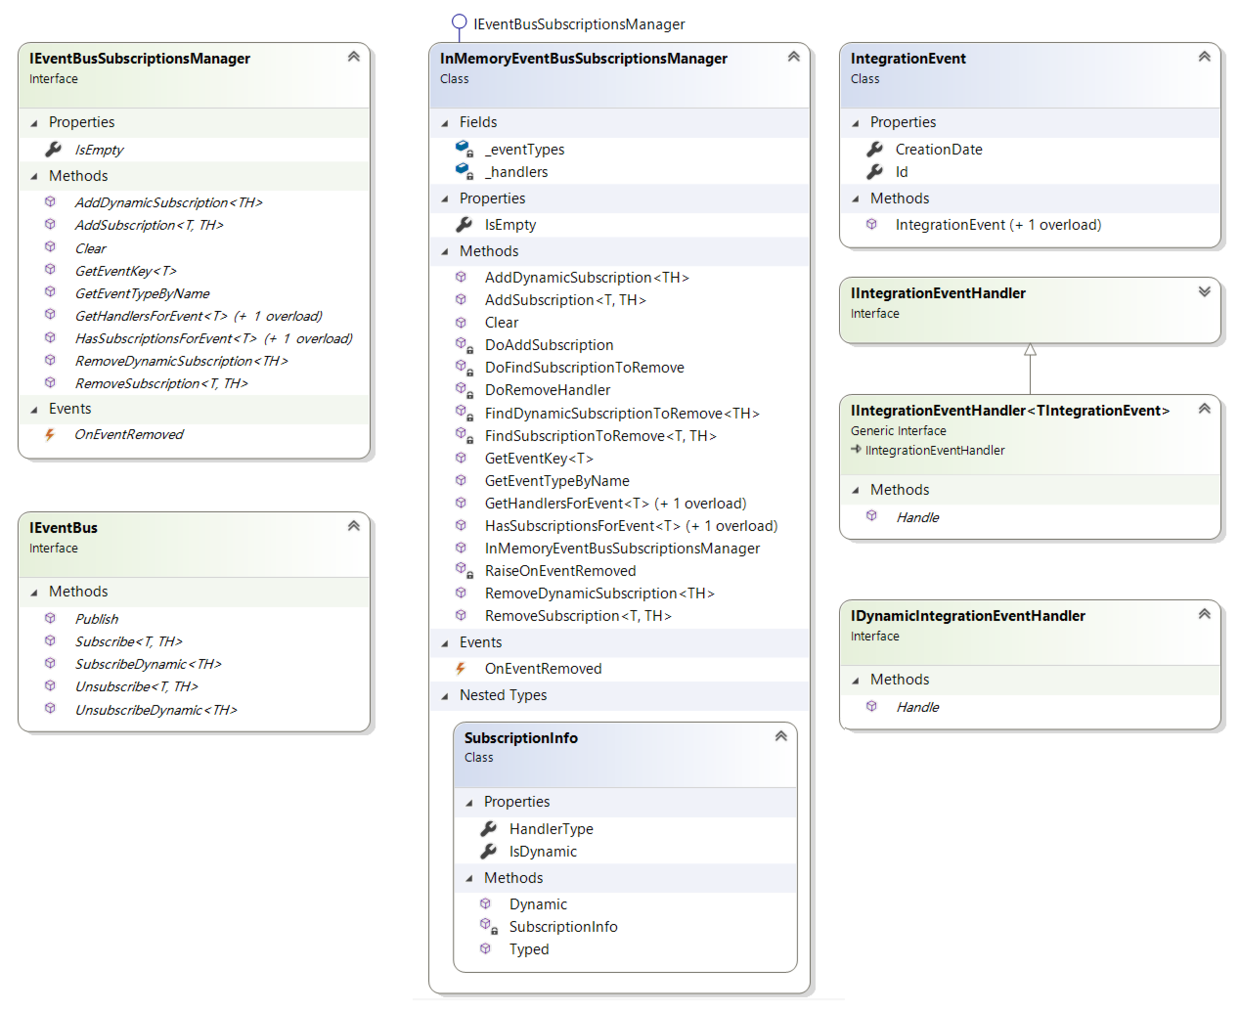 IEventBusSubscriptionsManager
Interface
Properties
IsEmpty
Methods
AddDynamicSubscription<TH>
AddSubscription<T, TH>
Clear
GetEventKey<T>
GetEventTypeByName
GetHandlersForEvent<T> (+ 1 overload)
HasSubscriptionsForEvent<T> (+ 1 overload)
RemoveDynamicSubscription<TH>
RemoveSubscription<T, TH>
Events
OnEventRemoved
IEventBus
Interface
Methods
Publish
Subscribe<T, TH>
SubscribeDynamic<TH>
Unsubscribe<T, TH>
UnsubscribeDynamic<TH>
IEventBusSubscriptionsManager
InMemoryEventBusSubscriptionsManager
Class
Fields
_eventTypes
_handlers
Properties
IsEmpty
Methods
AddDynamicSubscription<TH>
AddSubscription<T, TH>
Clear
DoAddSubscription
DoFindSubscriptionToRemove
DoRemoveHandler
FindDynamicSubscriptionToRemove<TH>
FindSubscriptionToRemove<T, TH>
GetEventKey<T>
GetEventTypeByName
GetHandlersForEvent<T> (+ 1 overload)
HasSubscriptionsForEvent<T> (+ 1 overload)
InMemoryEventBusSubscriptionsManager
RaiseOnEventRemoved
RemoveDynamicSubscription<TH>
RemoveSubscription<T, TH>
Events
OnEventRemoved
Nested Types
SubscriptionInfo
Class
Properties
HandlerType
IsDynamic
Methods
Dynamic
SubscriptionInfo
Typed
IntegrationEvent
Class
Properties
CreationDate
Id
Methods
IntegrationEvent (+ 1 overload)
IIntegrationEventHandler
Interface
IIntegrationEventHandler<TIntegrationEvent>
Generic Interface
IIntegrationEventHandler
Methods
Handle
IDynamicIntegrationEventHandler
Interface
Methods
Handle